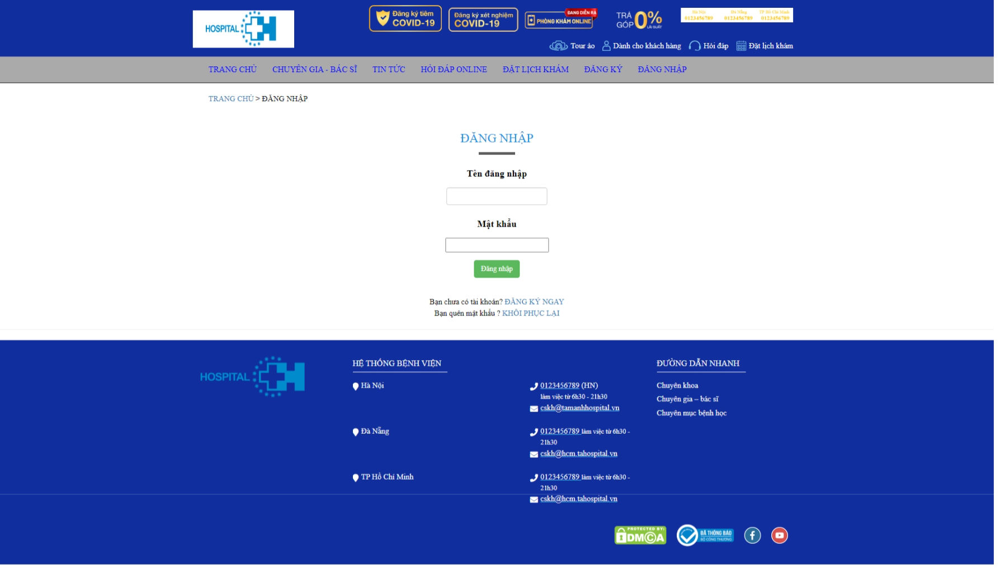 HOSPITAL
Đăng ký tiêm
COVID-19
Đăng ký xét nghiệm
COVID-19
ĐANG DIỄN RA
PHÒNG KHÁM ONLINE
TRẢ GÓP 0% LÃI SUẤT
Hà Nội Đà Nẵng TP Hồ Chí Minh
0123456789 0123456789 0123456789
Tour ảo Dành cho khách hàng Hỏi đáp Đặt lịch khám
TRANG CHỦ CHUYÊN GIA - BÁC SĨ TIN TỨC HỎI ĐÁP ONLINE ĐẶT LỊCH KHÁM ĐĂNG KÝ ĐĂNG NHẬP
TRANG CHỦ > ĐĂNG NHẬP
ĐĂNG NHẬP
Tên đăng nhập
Mật khẩu
Đăng nhập
Bạn chưa có tài khoản? ĐĂNG KÝ NGAY
Bạn quên mật khẩu ? KHÔI PHỤC LẠI
HOSPITAL
HỆ THỐNG BỆNH VIỆN
Hà Nội
0123456789 (HN)
làm việc từ 6h30 - 21h30
cskh@tamanhhospital.vn
Đà Nẵng
0123456789 làm việc từ 6h30 -
21h30
cskh@hcm.tahospital.vn
TP Hồ Chí Minh
0123456789 làm việc từ 6h30 -
21h30
cskh@hcm.tahospital.vn
ĐƯỜNG DẪN NHANH
Chuyên khoa
Chuyên gia – bác sĩ
Chuyên mục bệnh học
PROTECTED BY:
DMCA
ĐÃ THÔNG BÁO
BỘ CÔNG THƯƠNG